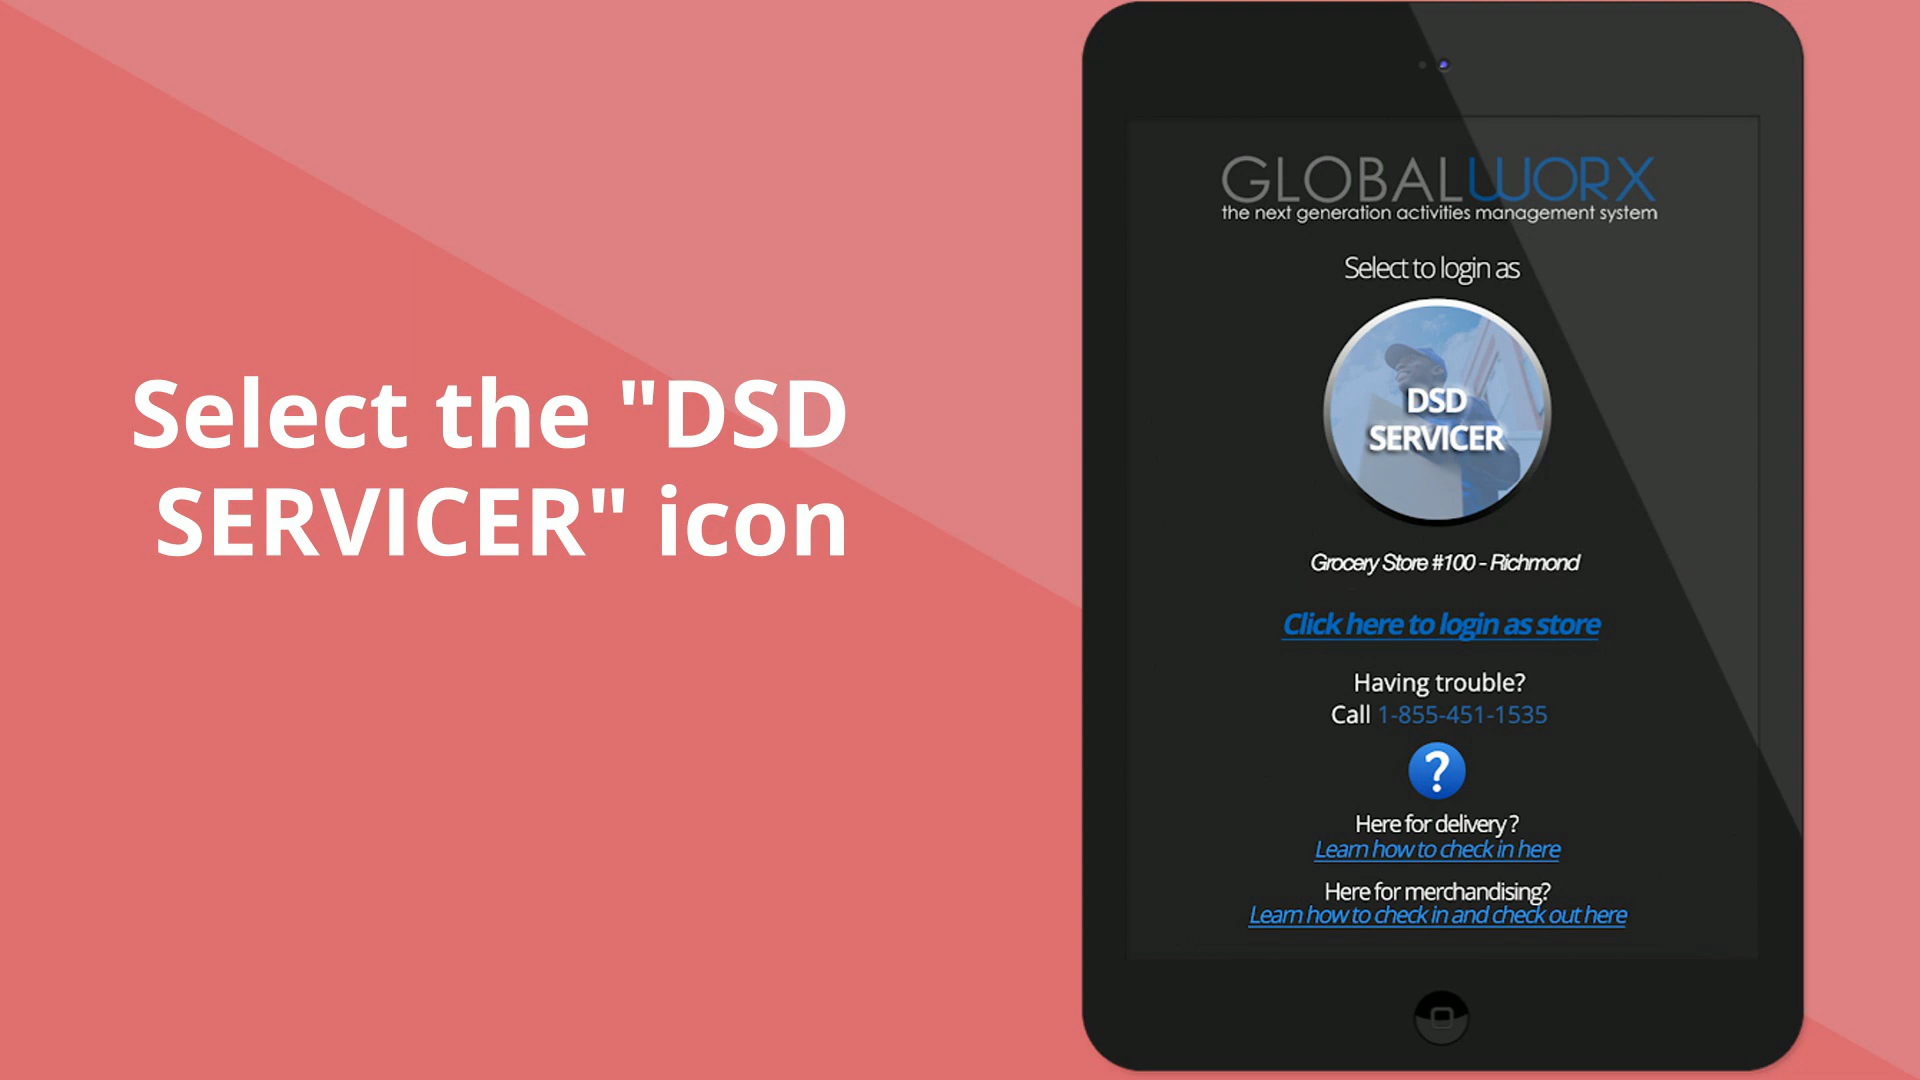 Select the "DSD
SERVICER" icon
GLOBALWORX
the next generation activities management system
Select to login as
DSD
SERVICER
Grocery Store #100 - Richmond
Click here to login as store
Having trouble?
Call 1-855-451-1535
?
Here for delivery ?
Learn how to check in here
Here for merchandising?
Learn how to check in and check out here